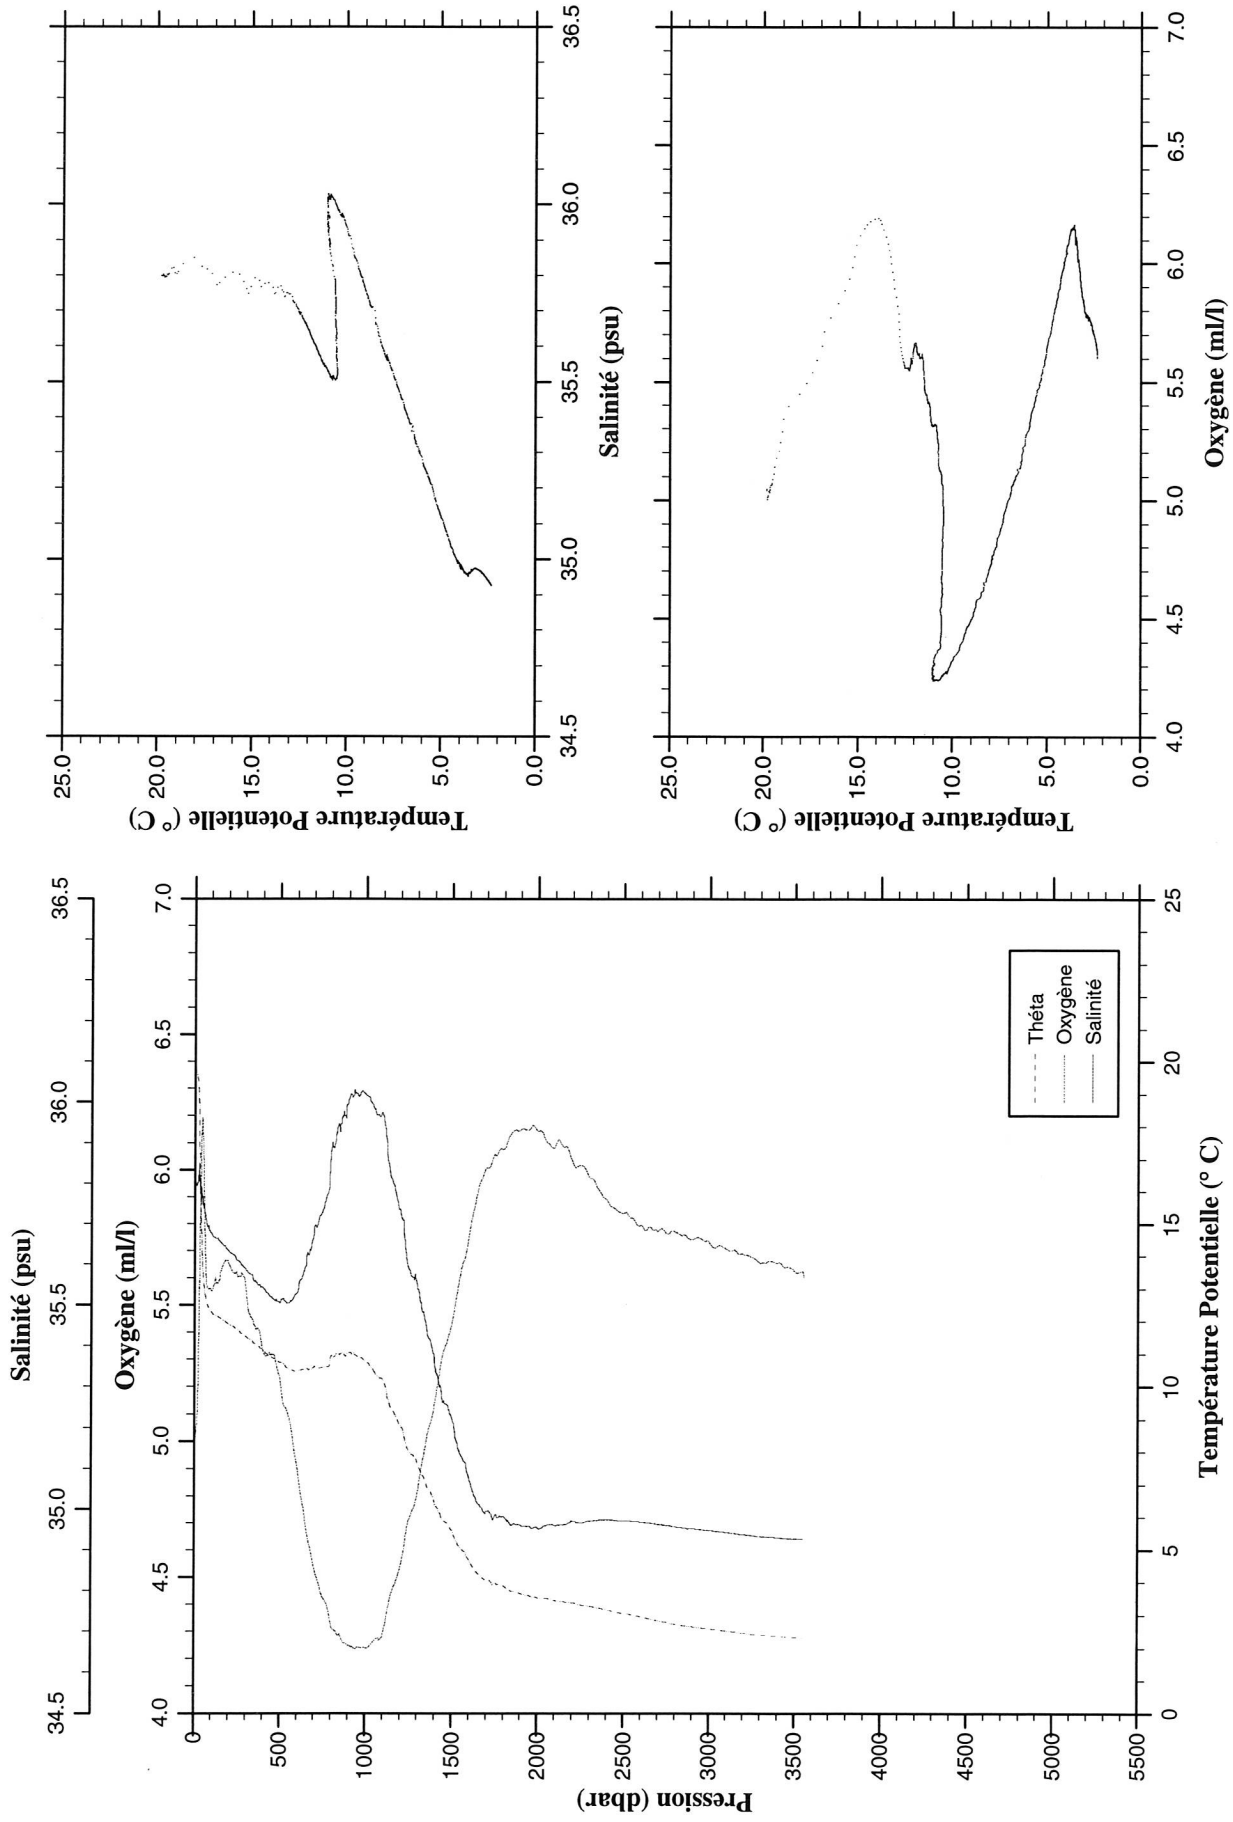 Salinité (psu)
34.5 35.0 35.5 36.0 36.5
Oxygène (ml/l)
4.0 4.5 5.0 5.5 6.0 6.5 7.0
Pression (dbar)
0
500
1000
1500
2000
2500
3000
3500
4000
4500
5000
5500
Théta
Oxygène
Salinité
0 5 10 15 20 25
Température Potentielle (° C)
Température Potentielle (° C)
25.0
20.0
15.0
10.0
5.0
0.0
34.5 35.0 35.5 36.0 36.5
Salinité (psu)
Température Potentielle (° C)
25.0
20.0
15.0
10.0
5.0
0.0
4.0 4.5 5.0 5.5 6.0 6.5 7.0
Oxygène (ml/l)